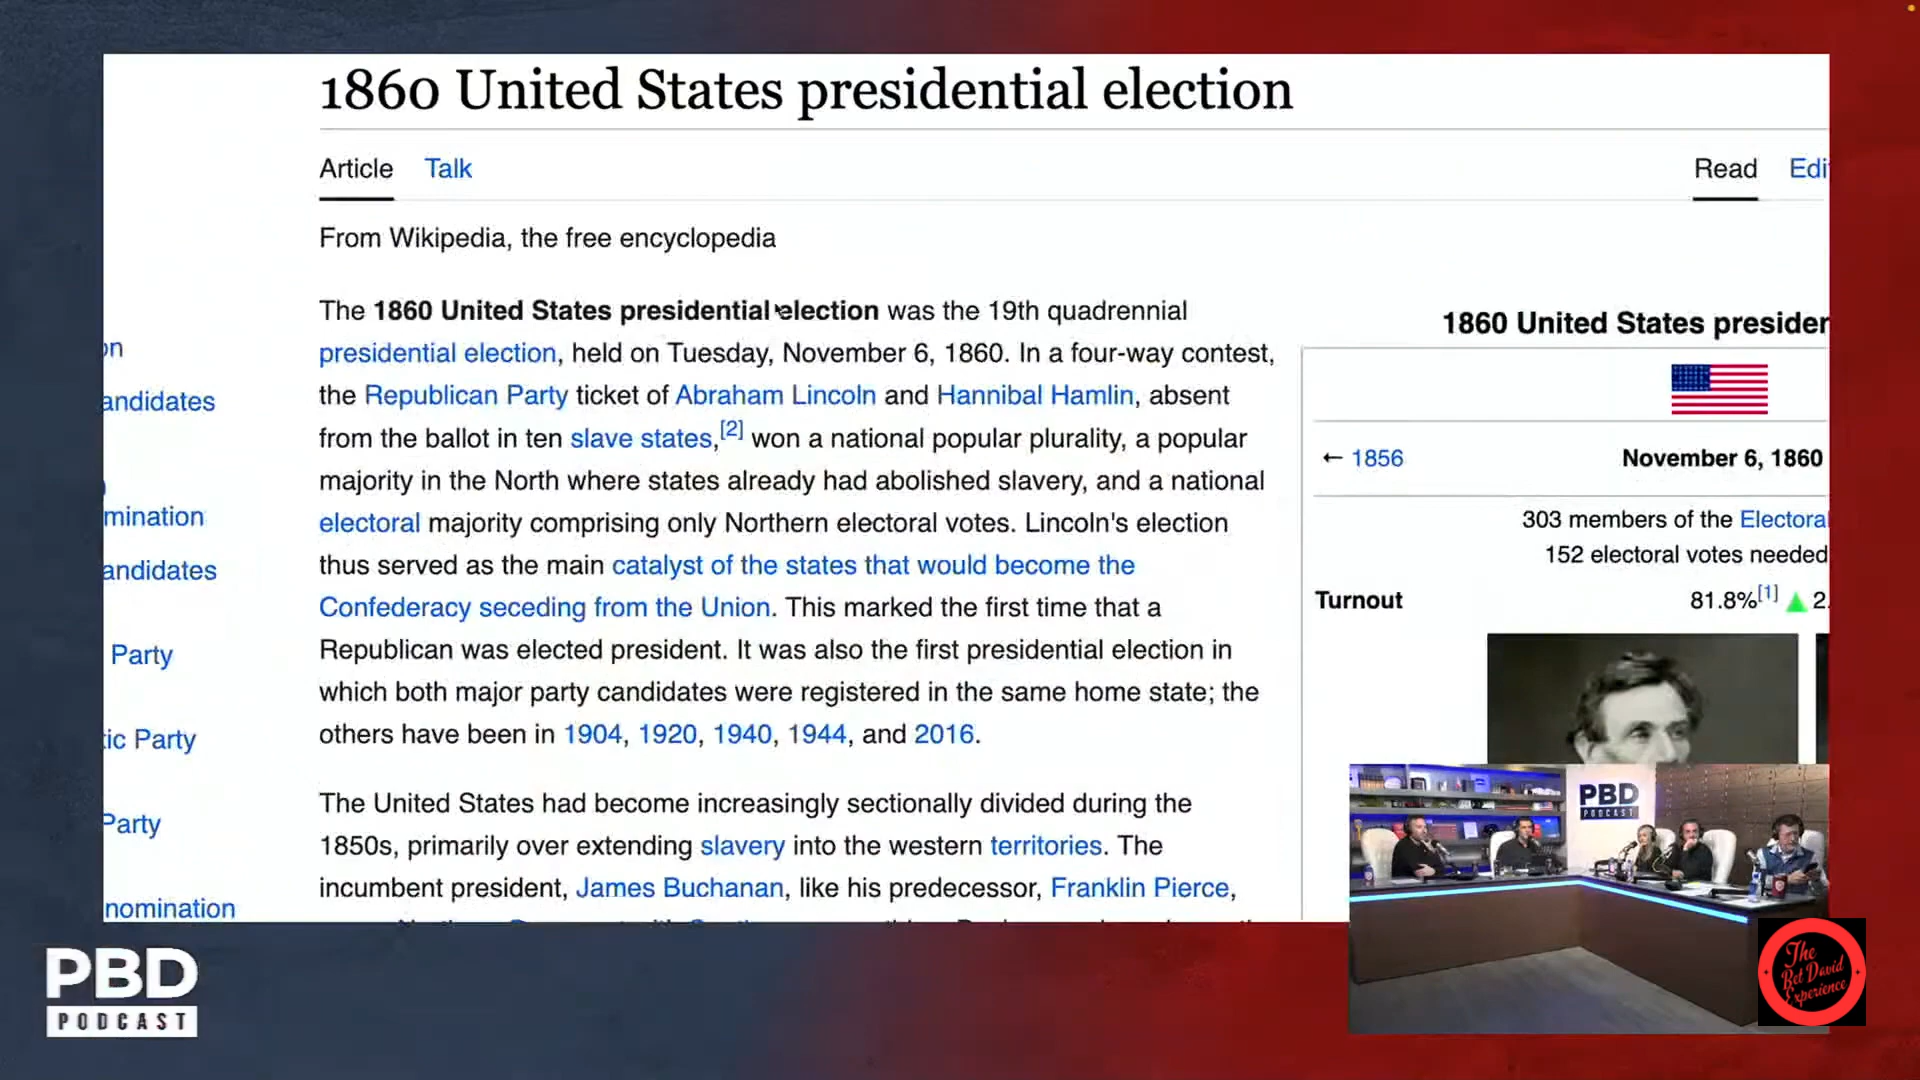 1860 United States presidential election
Article Talk Read Edi
From Wikipedia, the free encyclopedia
The 1860 United States presidential election was the 19th quadrennial
presidential election, held on Tuesday, November 6, 1860. In a four-way contest,
the Republican Party ticket of Abraham Lincoln and Hannibal Hamlin, absent
from the ballot in ten slave states,[2] won a national popular plurality, a popular
majority in the North where states already had abolished slavery, and a national
electoral majority comprising only Northern electoral votes. Lincoln's election
thus served as the main catalyst of the states that would become the
Confederacy seceding from the Union. This marked the first time that a
Republican was elected president. It was also the first presidential election in
which both major party candidates were registered in the same home state; the
others have been in 1904, 1920, 1940, 1944, and 2016.
The United States had become increasingly sectionally divided during the
1850s, primarily over extending slavery into the western territories. The
incumbent president, James Buchanan, like his predecessor, Franklin Pierce,
on
andidates
mination
andidates
Party
tic Party
Party
nomination
1860 United States presiden
← 1856 November 6, 1860
303 members of the Electoral
152 electoral votes needed
Turnout 81.8%[1] ▲ 2.
PBD
PODCAST
The
Bet David
Experience
PBD
PODCAST